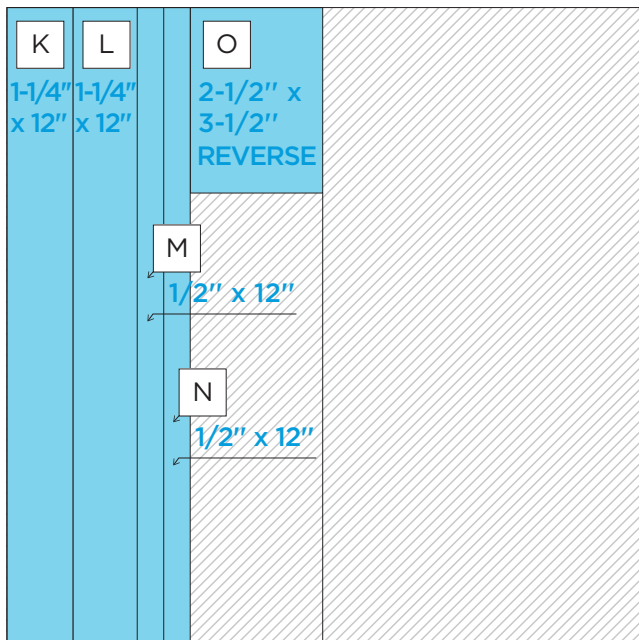 K
1-1/4"
x 12"
L
1-1/4"
x 12"
O
2-1/2" x
3-1/2"
REVERSE
M
1/2" x 12"
N
1/2" x 12"